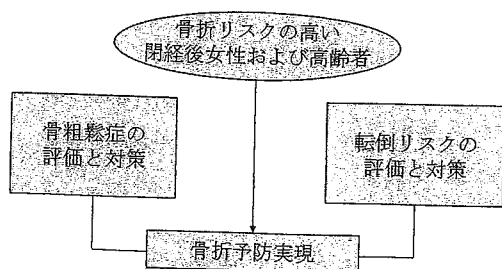 骨折リスクの高い
閉経後女性および高齢者
骨粗鬆症の
評価と対策
転倒リスクの
評価と対策
骨折予防実現